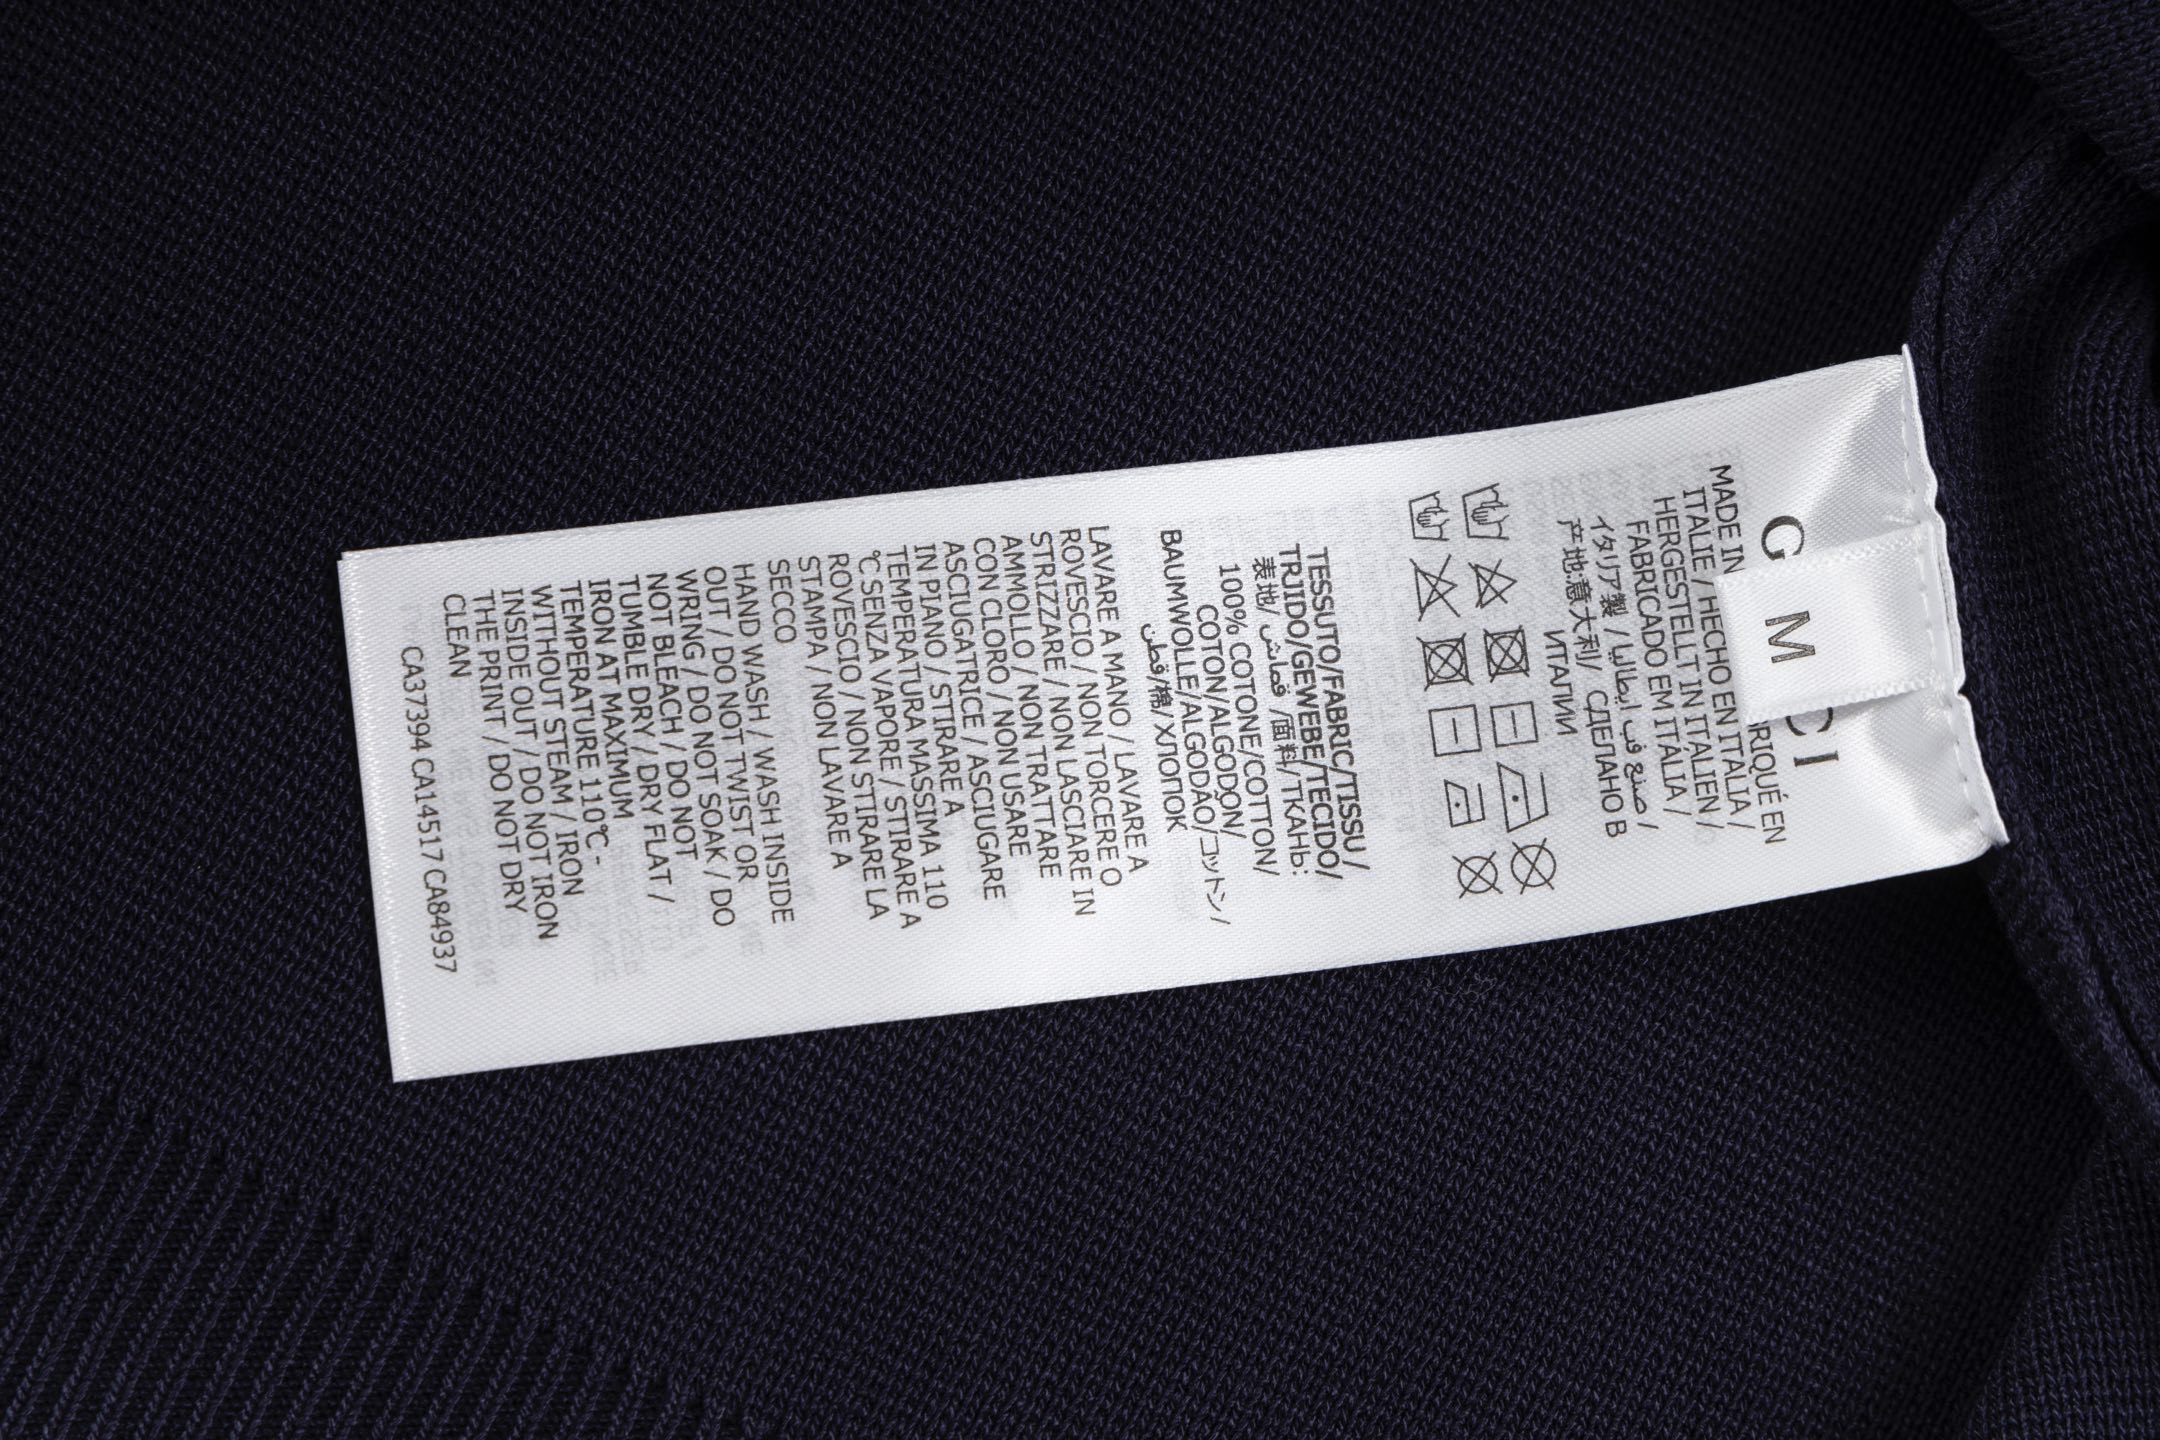 G CI
M
MADE IN RIQUÉ EN
ITALIE / HECHO EN ITALIA /
HERGESTELLT IN ITALIEN /
FABRICADO EM ITÁLIA /
イタリア製 / صنع في إيطاليا /
产地:意大利/ СДЕЛАНО В
ИТАЛИИ
TESSUTO/FABRIC/TISSU/
TRJIDO/GEWEBE/TECIDO/
表地/ قماش /面料/ТКАНЬ:
100% COTONE/COTTON/
COTON/ALGODÓN/
BAUMWOLLE/ALGODÃO/コットン/
قطن/棉/ХЛОПОК
LAVARE A MANO / LAVARE A
ROVESCIO / NON TORCERE O
STRIZZARE / NON LASCIARE IN
AMMOLLO / NON TRATTARE
CON CLORO / NON USARE
ASCIUGATRICE / ASCIUGARE
IN PIANO / STIRARE A
TEMPERATURA MASSIMA 110
°C SENZA VAPORE / STIRARE A
ROVESCIO / NON STIRARE LA
STAMPA / NON LAVARE A
SECCO
HAND WASH / WASH INSIDE
OUT / DO NOT TWIST OR
WRING / DO NOT SOAK / DO
NOT BLEACH / DO NOT
TUMBLE DRY / DRY FLAT /
IRON AT MAXIMUM
TEMPERATURE 110°C -
WITHOUT STEAM / IRON
INSIDE OUT / DO NOT IRON
THE PRINT / DO NOT DRY
CLEAN
CA37394 CA14517 CA84937